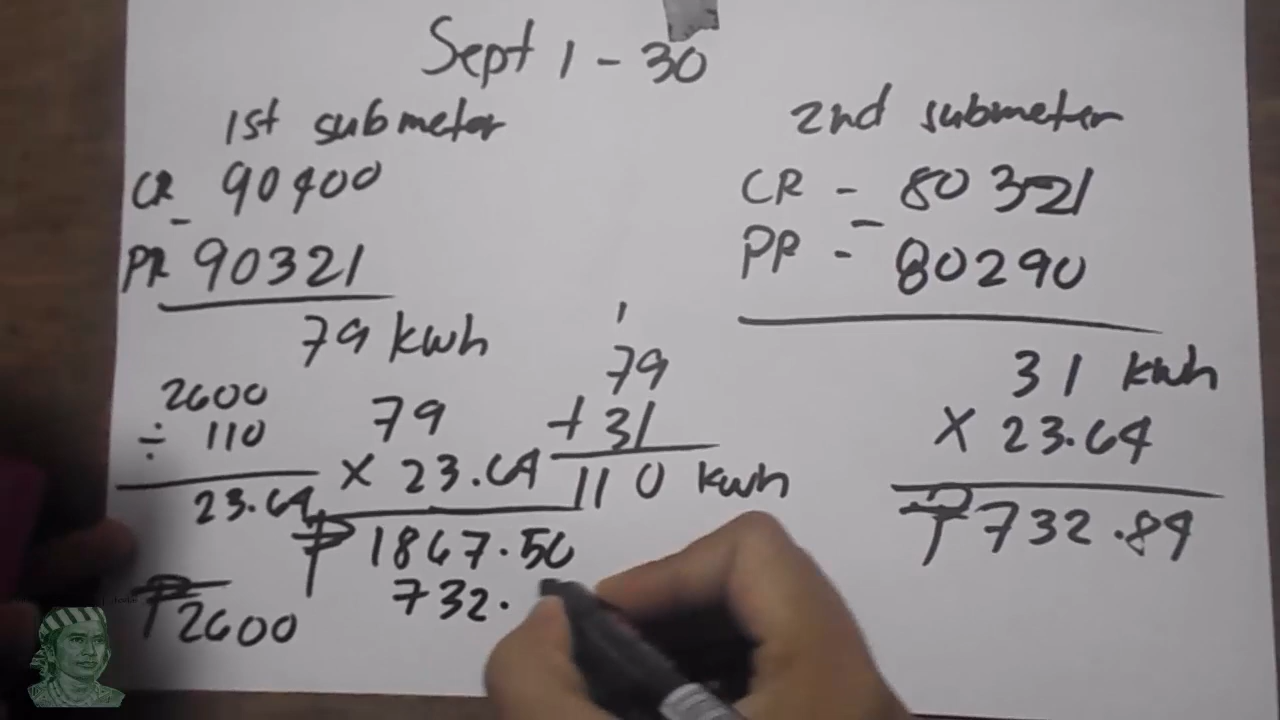 Sept 1 - 30
1st submeter
CR 90400
-
PR 90321
79 kwh
2600
÷ 110
23.64
79
x 23.64
₱ 1867.56
732.
₱2600
1
79
+ 31
110 kwh
2nd submeter
CR - 80321
-
PR - 80290
31 kwh
x 23.64
₱732.84